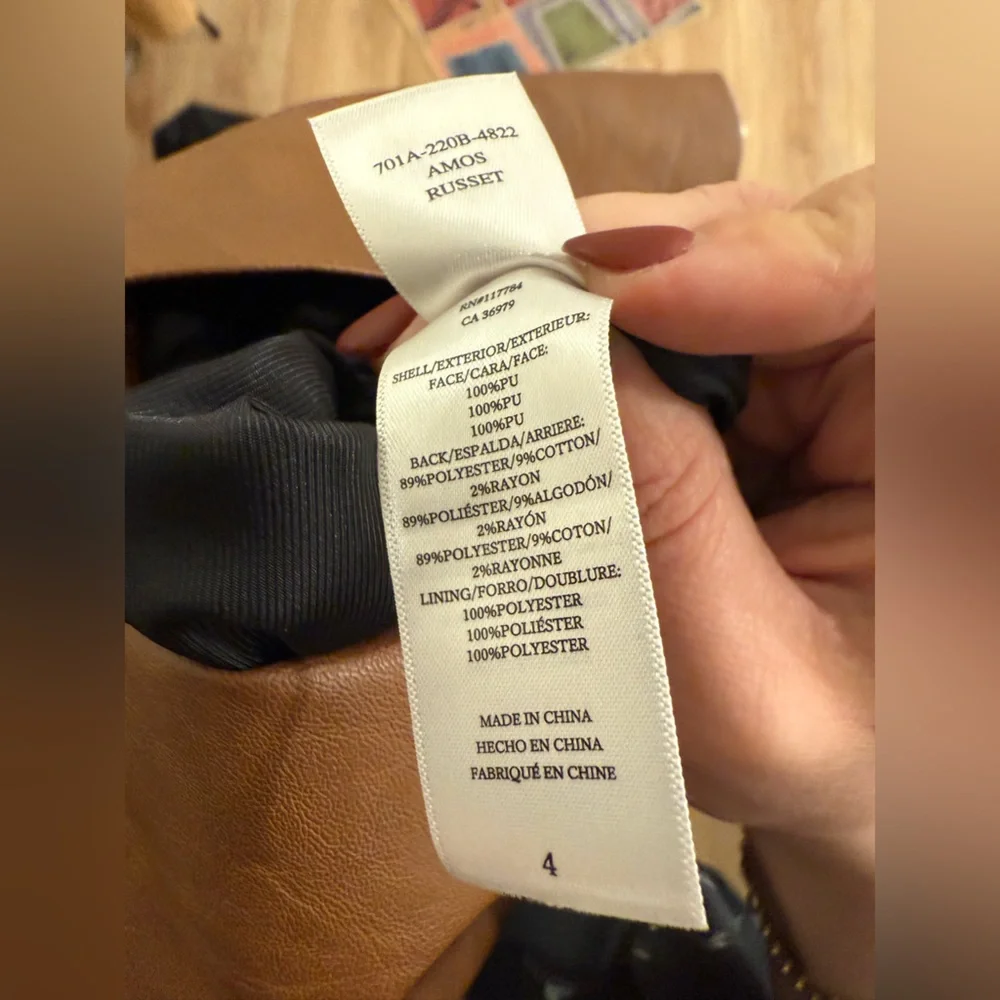 701A-220B-4822
AMOS
RUSSET
RN#117784
CA 36979
SHELL/EXTERIOR/EXTERIEUR:
FACE/CARA/FACE:
100%PU
100%PU
100%PU
BACK/ESPALDA/ARRIERE:
89%POLYESTER/9%COTTON/
2%RAYON
89%POLIÉSTER/9%ALGODÓN/
2%RAYÓN
89%POLYESTER/9%COTON/
2%RAYONNE
LINING/FORRO/DOUBLURE:
100%POLYESTER
100%POLIÉSTER
100%POLYESTER
MADE IN CHINA
HECHO EN CHINA
FABRIQUÉ EN CHINE
4